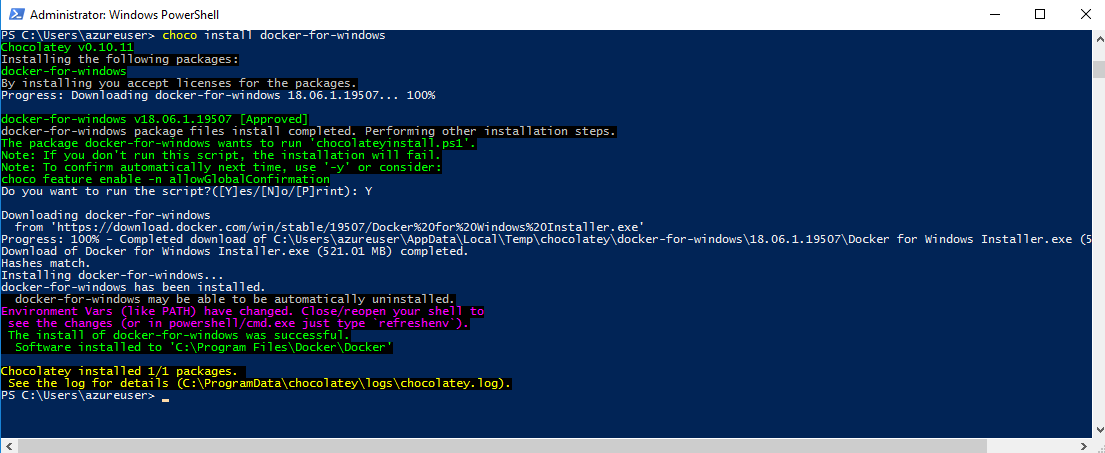 Administrator: Windows PowerShell
PS C:\Users\azureuser> choco install docker-for-windows
Chocolatey v0.10.11
Installing the following packages:
docker-for-windows
By installing you accept licenses for the packages.
Progress: Downloading docker-for-windows 18.06.1.19507... 100%
docker-for-windows v18.06.1.19507 [Approved]
docker-for-windows package files install completed. Performing other installation steps.
The package docker-for-windows wants to run 'chocolateyinstall.ps1'.
Note: If you don't run this script, the installation will fail.
Note: To confirm automatically next time, use '-y' or consider:
choco feature enable -n allowGlobalConfirmation
Do you want to run the script?([Y]es/[N]o/[P]rint): Y
Downloading docker-for-windows
  from 'https://download.docker.com/win/stable/19507/Docker%20for%20Windows%20Installer.exe'
Progress: 100% - Completed download of C:\Users\azureuser\AppData\Local\Temp\chocolatey\docker-for-windows\18.06.1.19507\Docker for Windows Installer.exe (5
Download of Docker for Windows Installer.exe (521.01 MB) completed.
Hashes match.
Installing docker-for-windows...
docker-for-windows has been installed.
  docker-for-windows may be able to be automatically uninstalled.
Environment Vars (like PATH) have changed. Close/reopen your shell to
 see the changes (or in powershell/cmd.exe just type `refreshenv`).
 The install of docker-for-windows was successful.
  Software installed to 'C:\Program Files\Docker\Docker'
Chocolatey installed 1/1 packages.
 See the log for details (C:\ProgramData\chocolatey\logs\chocolatey.log).
PS C:\Users\azureuser> _